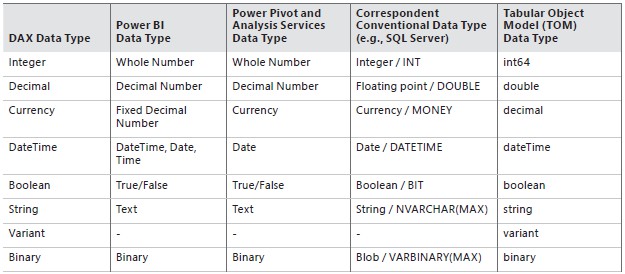 DAX Data Type
Power BI
Data Type
Power Pivot and
Analysis Services
Data Type
Correspondent
Conventional Data Type
(e.g., SQL Server)
Tabular Object
Model (TOM)
Data Type
Integer Whole Number Whole Number Integer / INT int64
Decimal Decimal Number Decimal Number Floating point / DOUBLE double
Currency Fixed Decimal Currency Currency / MONEY decimal
Number
DateTime DateTime, Date, Date Date / DATETIME dateTime
Time
Boolean True/False True/False Boolean / BIT boolean
String Text Text String / NVARCHAR(MAX) string
Variant - - - variant
Binary Binary Binary Blob / VARBINARY(MAX) binary